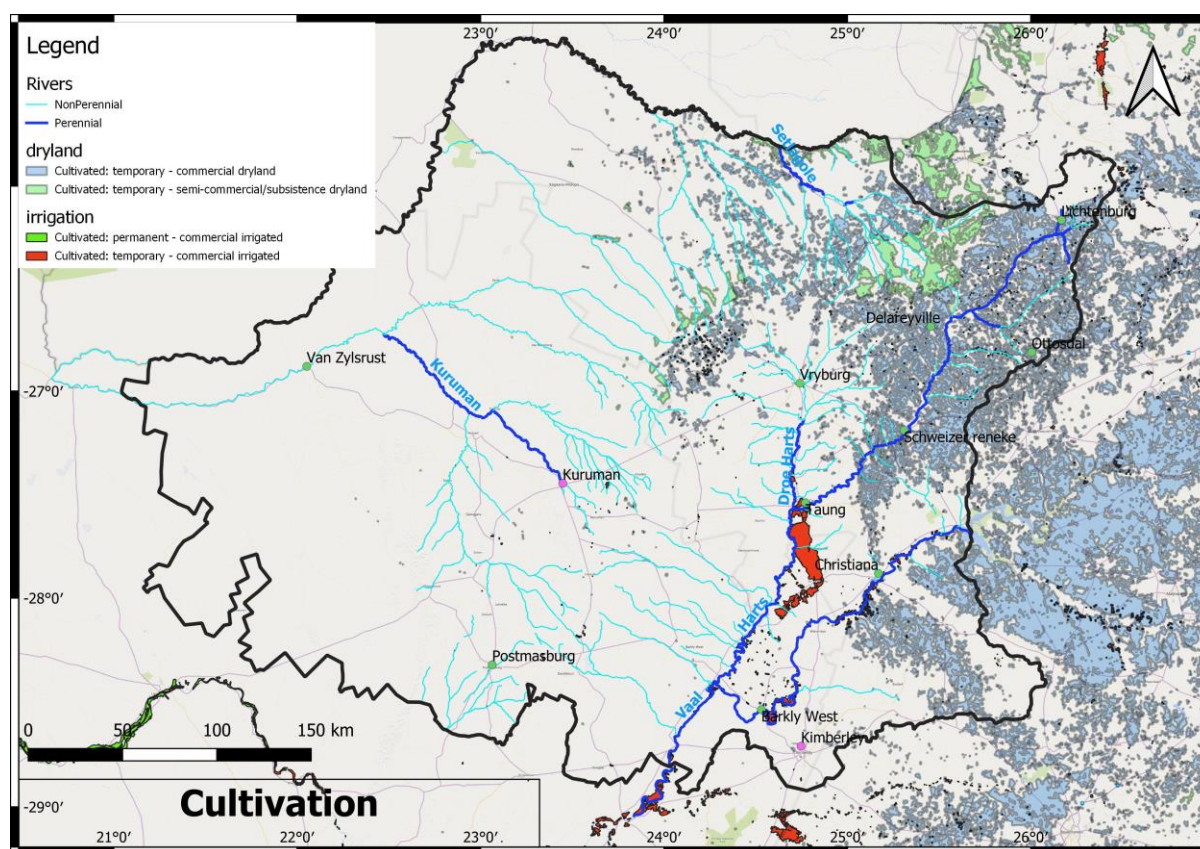 23°0' 24°0' 25°0' 26°0'
Legend
Rivers
NonPerennial
Perennial
dryland
Cultivated: temporary - commercial dryland
Cultivated: temporary - semi-commercial/subsistence dryland
irrigation
Cultivated: permanent - commercial irrigated
Cultivated: temporary - commercial irrigated
Setlagole
Lichtenburg
Delareyville
Ottosdal
Van Zylsrust
Kuruman
Vryburg
-27°0'
Schweizer reneke
Droe Harts
Kuruman
Taung
Christiana
-28°0'
Harts
Postmasburg
Vaal
Barkly West
Kimberley
0 50 100 150 km
Cultivation
-29°0'
21°0' 22°0' 23°0' 24°0' 25°0' 26°0'